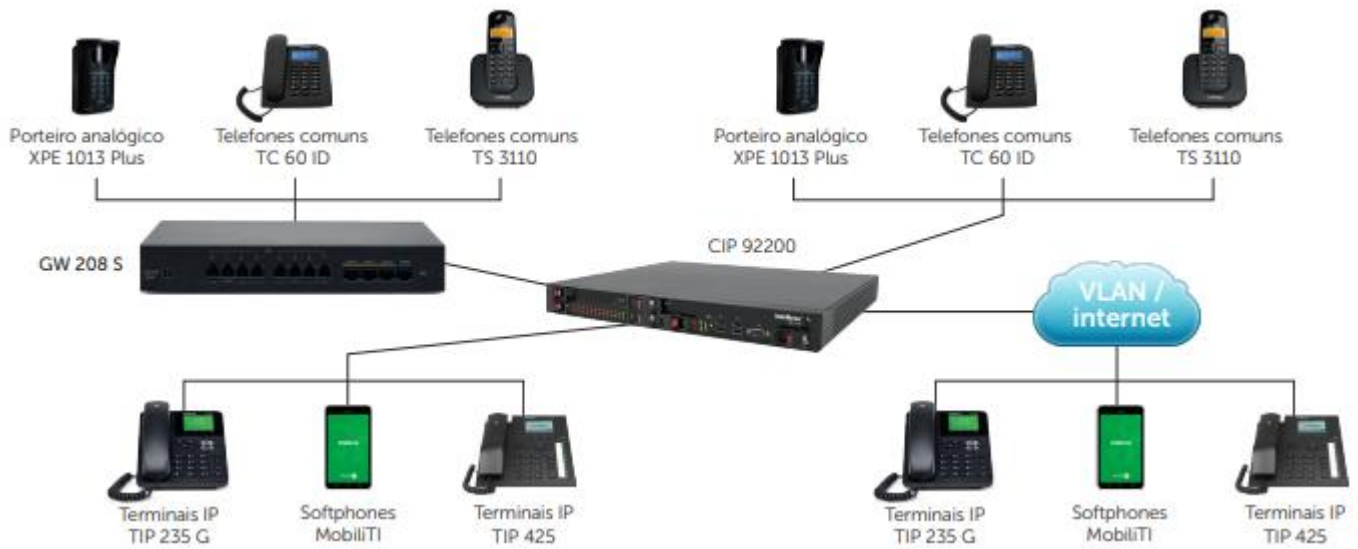 Porteiro analógico
XPE 1013 Plus
Telefones comuns
TC 60 ID
Telefones comuns
TS 3110
Porteiro analógico
XPE 1013 Plus
Telefones comuns
TC 60 ID
Telefones comuns
TS 3110
GW 208 S
CIP 92200
VLAN /
internet
Terminais IP
TIP 235 G
Softphones
MobiliTI
Terminais IP
TIP 425
Terminais IP
TIP 235 G
Softphones
MobiliTI
Terminais IP
TIP 425